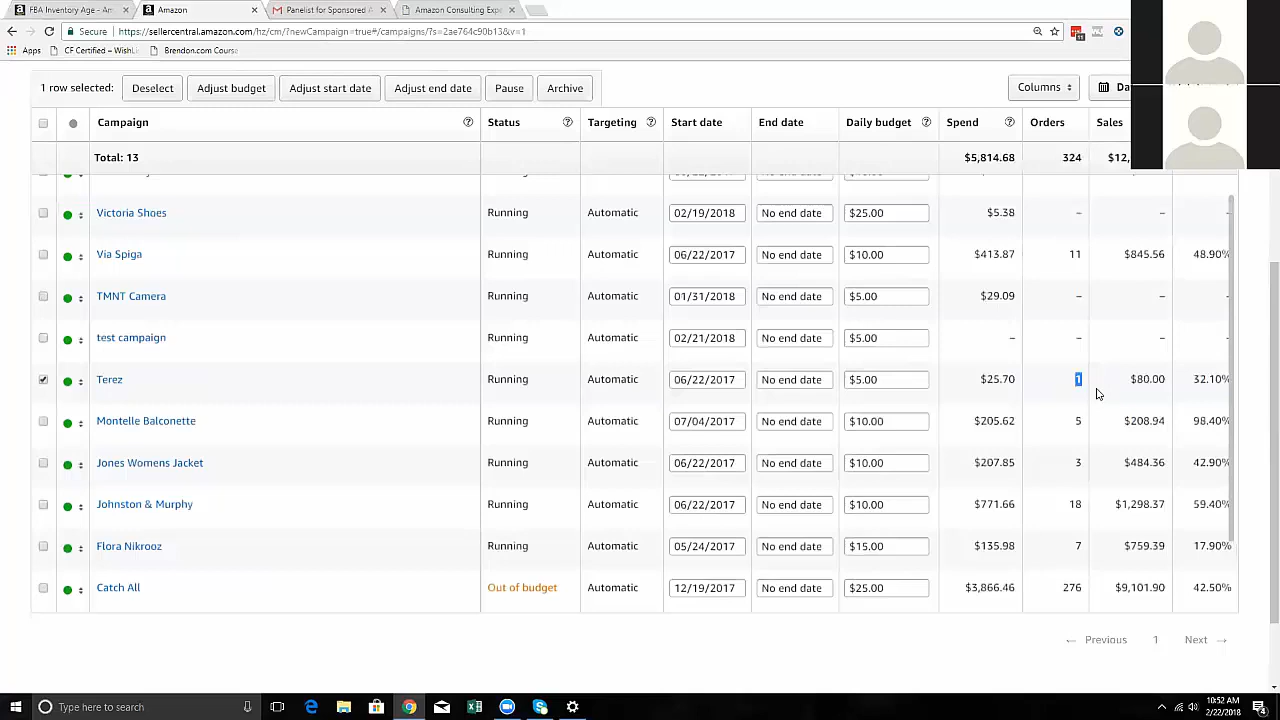 FBA Inventory Age - Am
Amazon
Panelist for Sponsored A
Amazon Consulting Expe
Secure
https://sellercentral.amazon.com/hz/cm/?newCampaign=true#campaigns/?s=2ae764c90b13&v=1
Apps
CF Certified – WishLi
Brendon.com Course
1 row selected:
Deselect
Adjust budget
Adjust start date
Adjust end date
Pause
Archive
Columns
Da
Campaign
Status
Targeting
Start date
End date
Daily budget
Spend
Orders
Sales
Total: 13 $5,814.68 324 $12,
Victoria Shoes Running Automatic 02/19/2018 No end date $25.00 $5.38 – – -
Via Spiga Running Automatic 06/22/2017 No end date $10.00 $413.87 11 $845.56 48.90%
TMNT Camera Running Automatic 01/31/2018 No end date $5.00 $29.09 – – -
test campaign Running Automatic 02/21/2018 No end date $5.00 – – – -
Terez Running Automatic 06/22/2017 No end date $5.00 $25.70 1 $80.00 32.10%
Montelle Balconette Running Automatic 07/04/2017 No end date $10.00 $205.62 5 $208.94 98.40%
Jones Womens Jacket Running Automatic 06/22/2017 No end date $10.00 $207.85 3 $484.36 42.90%
Johnston & Murphy Running Automatic 06/22/2017 No end date $10.00 $771.66 18 $1,298.37 59.40%
Flora Nikrooz Running Automatic 05/24/2017 No end date $15.00 $135.98 7 $759.39 17.90%
Catch All Out of budget Automatic 12/19/2017 No end date $25.00 $3,866.46 276 $9,101.90 42.50%
← Previous 1 Next →
Type here to search
10:52 AM
2/22/2018